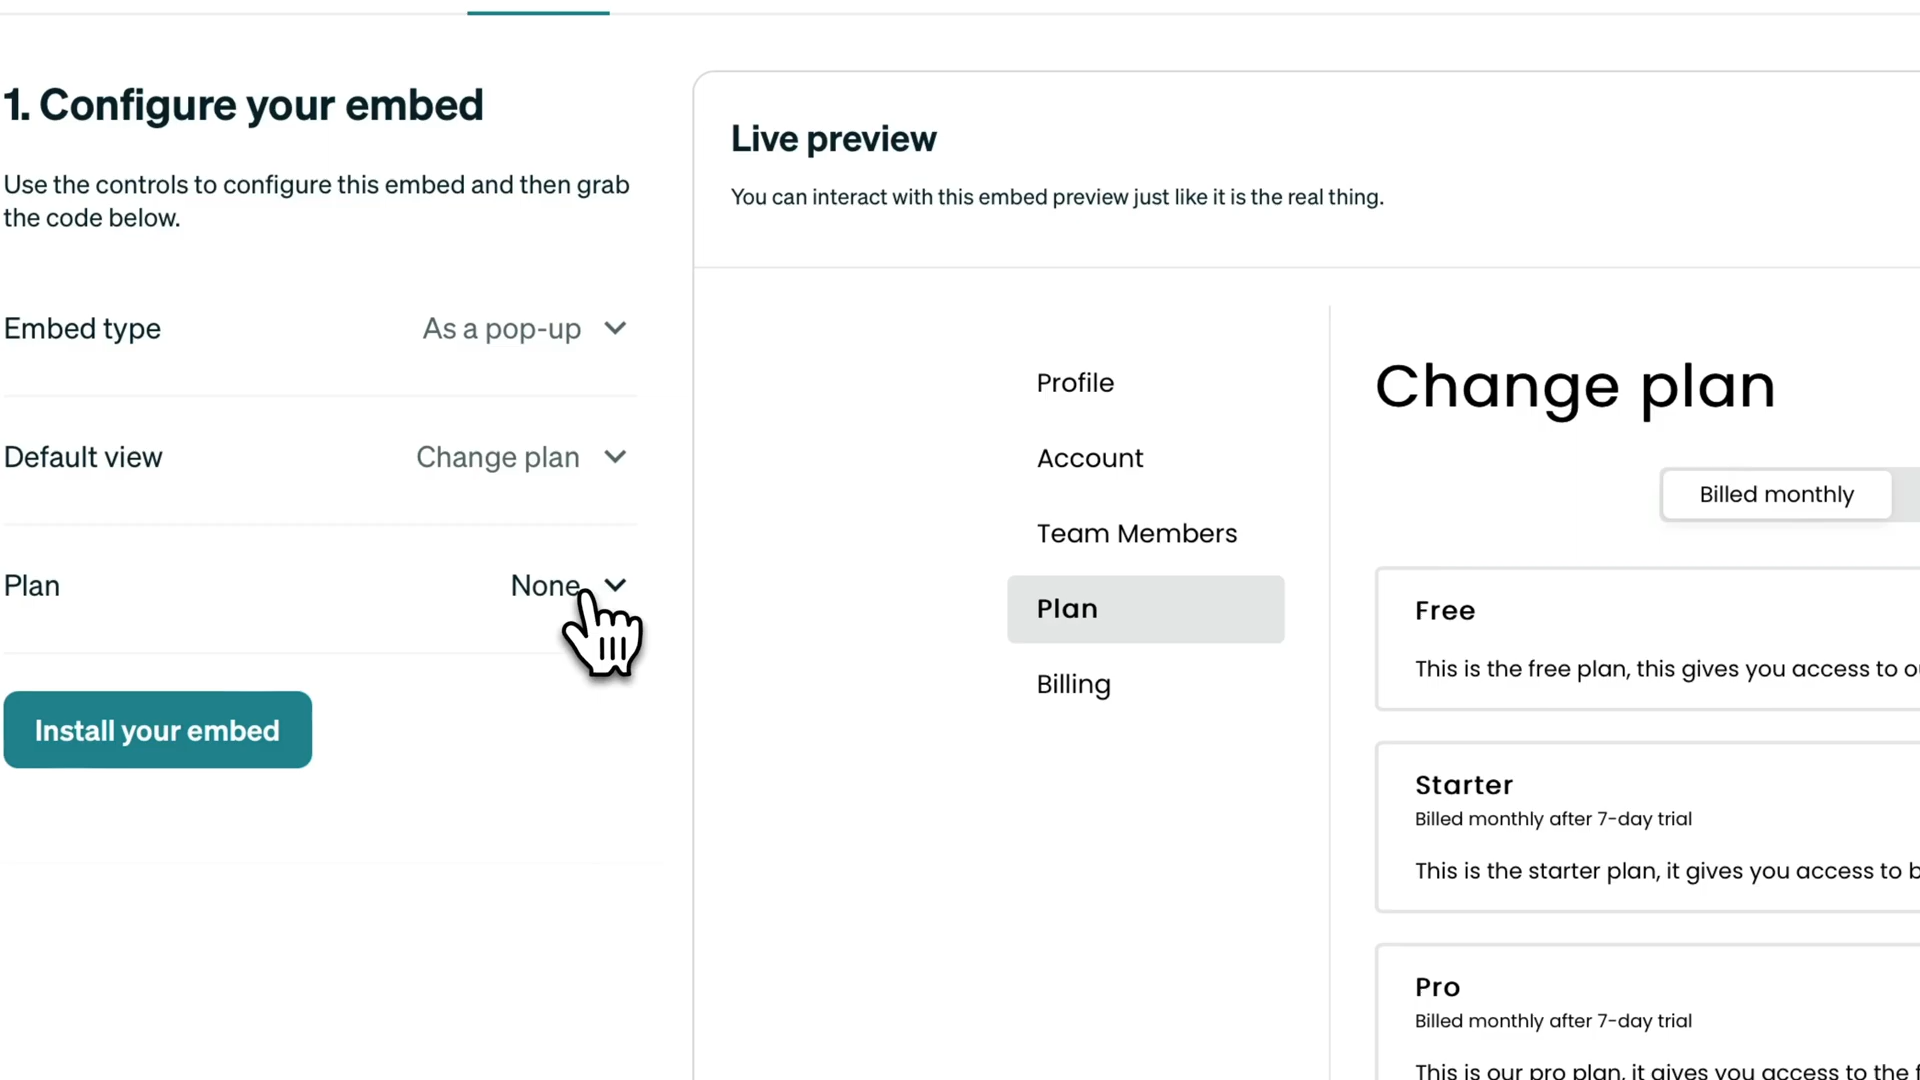 1. Configure your embed
Use the controls to configure this embed and then grab
the code below.
Embed type
As a pop-up
Default view
Change plan
Plan
None
Install your embed
Live preview
You can interact with this embed preview just like it is the real thing.
Profile
Account
Team Members
Plan
Billing
Change plan
Billed monthly
Free
This is the free plan, this gives you access to
Starter
Billed monthly after 7-day trial
This is the starter plan, it gives you access to
Pro
Billed monthly after 7-day trial
This is our pro plan, it gives you access to the